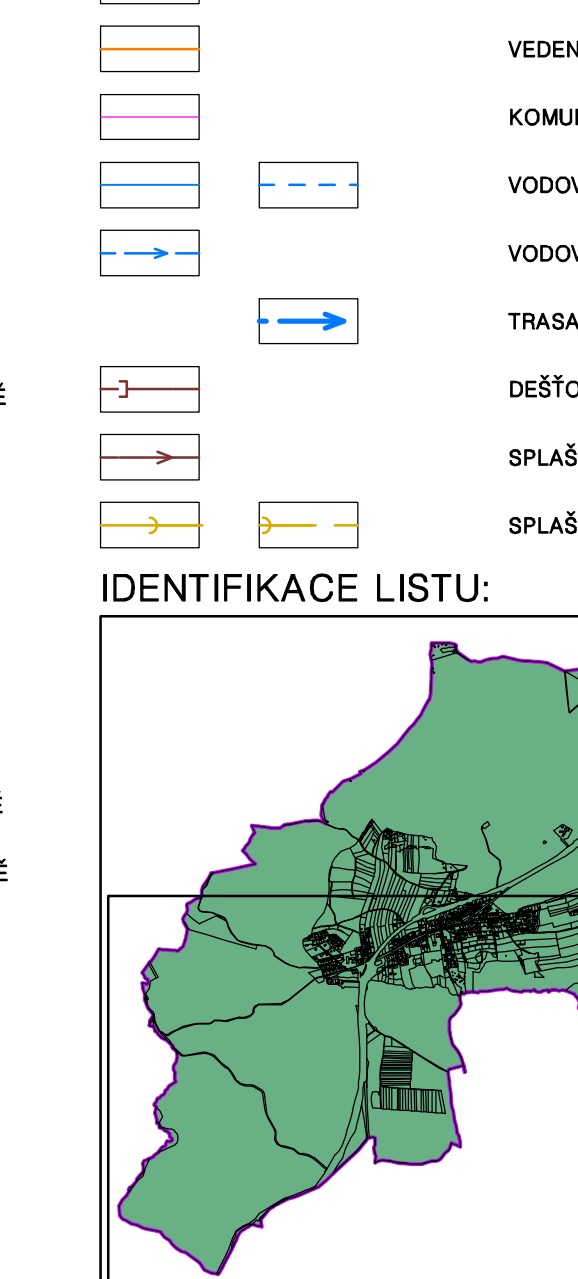 VEDEN
KOMUI
VODOV
VODOV
TRASA
DEŠŤO
SPLAŠ
SPLAŠ
IDENTIFIKACE LISTU: